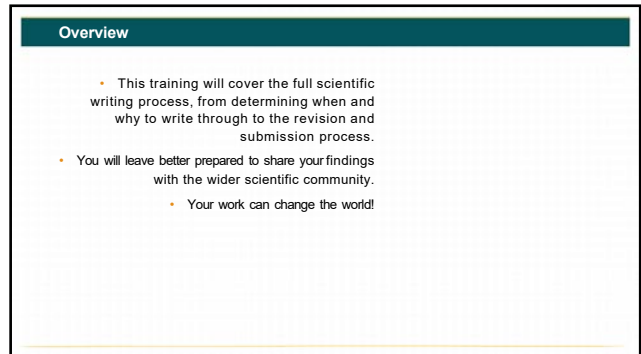 Overview
• This training will cover the full scientific
writing process, from determining when and
why to write through to the revision and
submission process.
• You will leave better prepared to share your findings
with the wider scientific community.
• Your work can change the world!